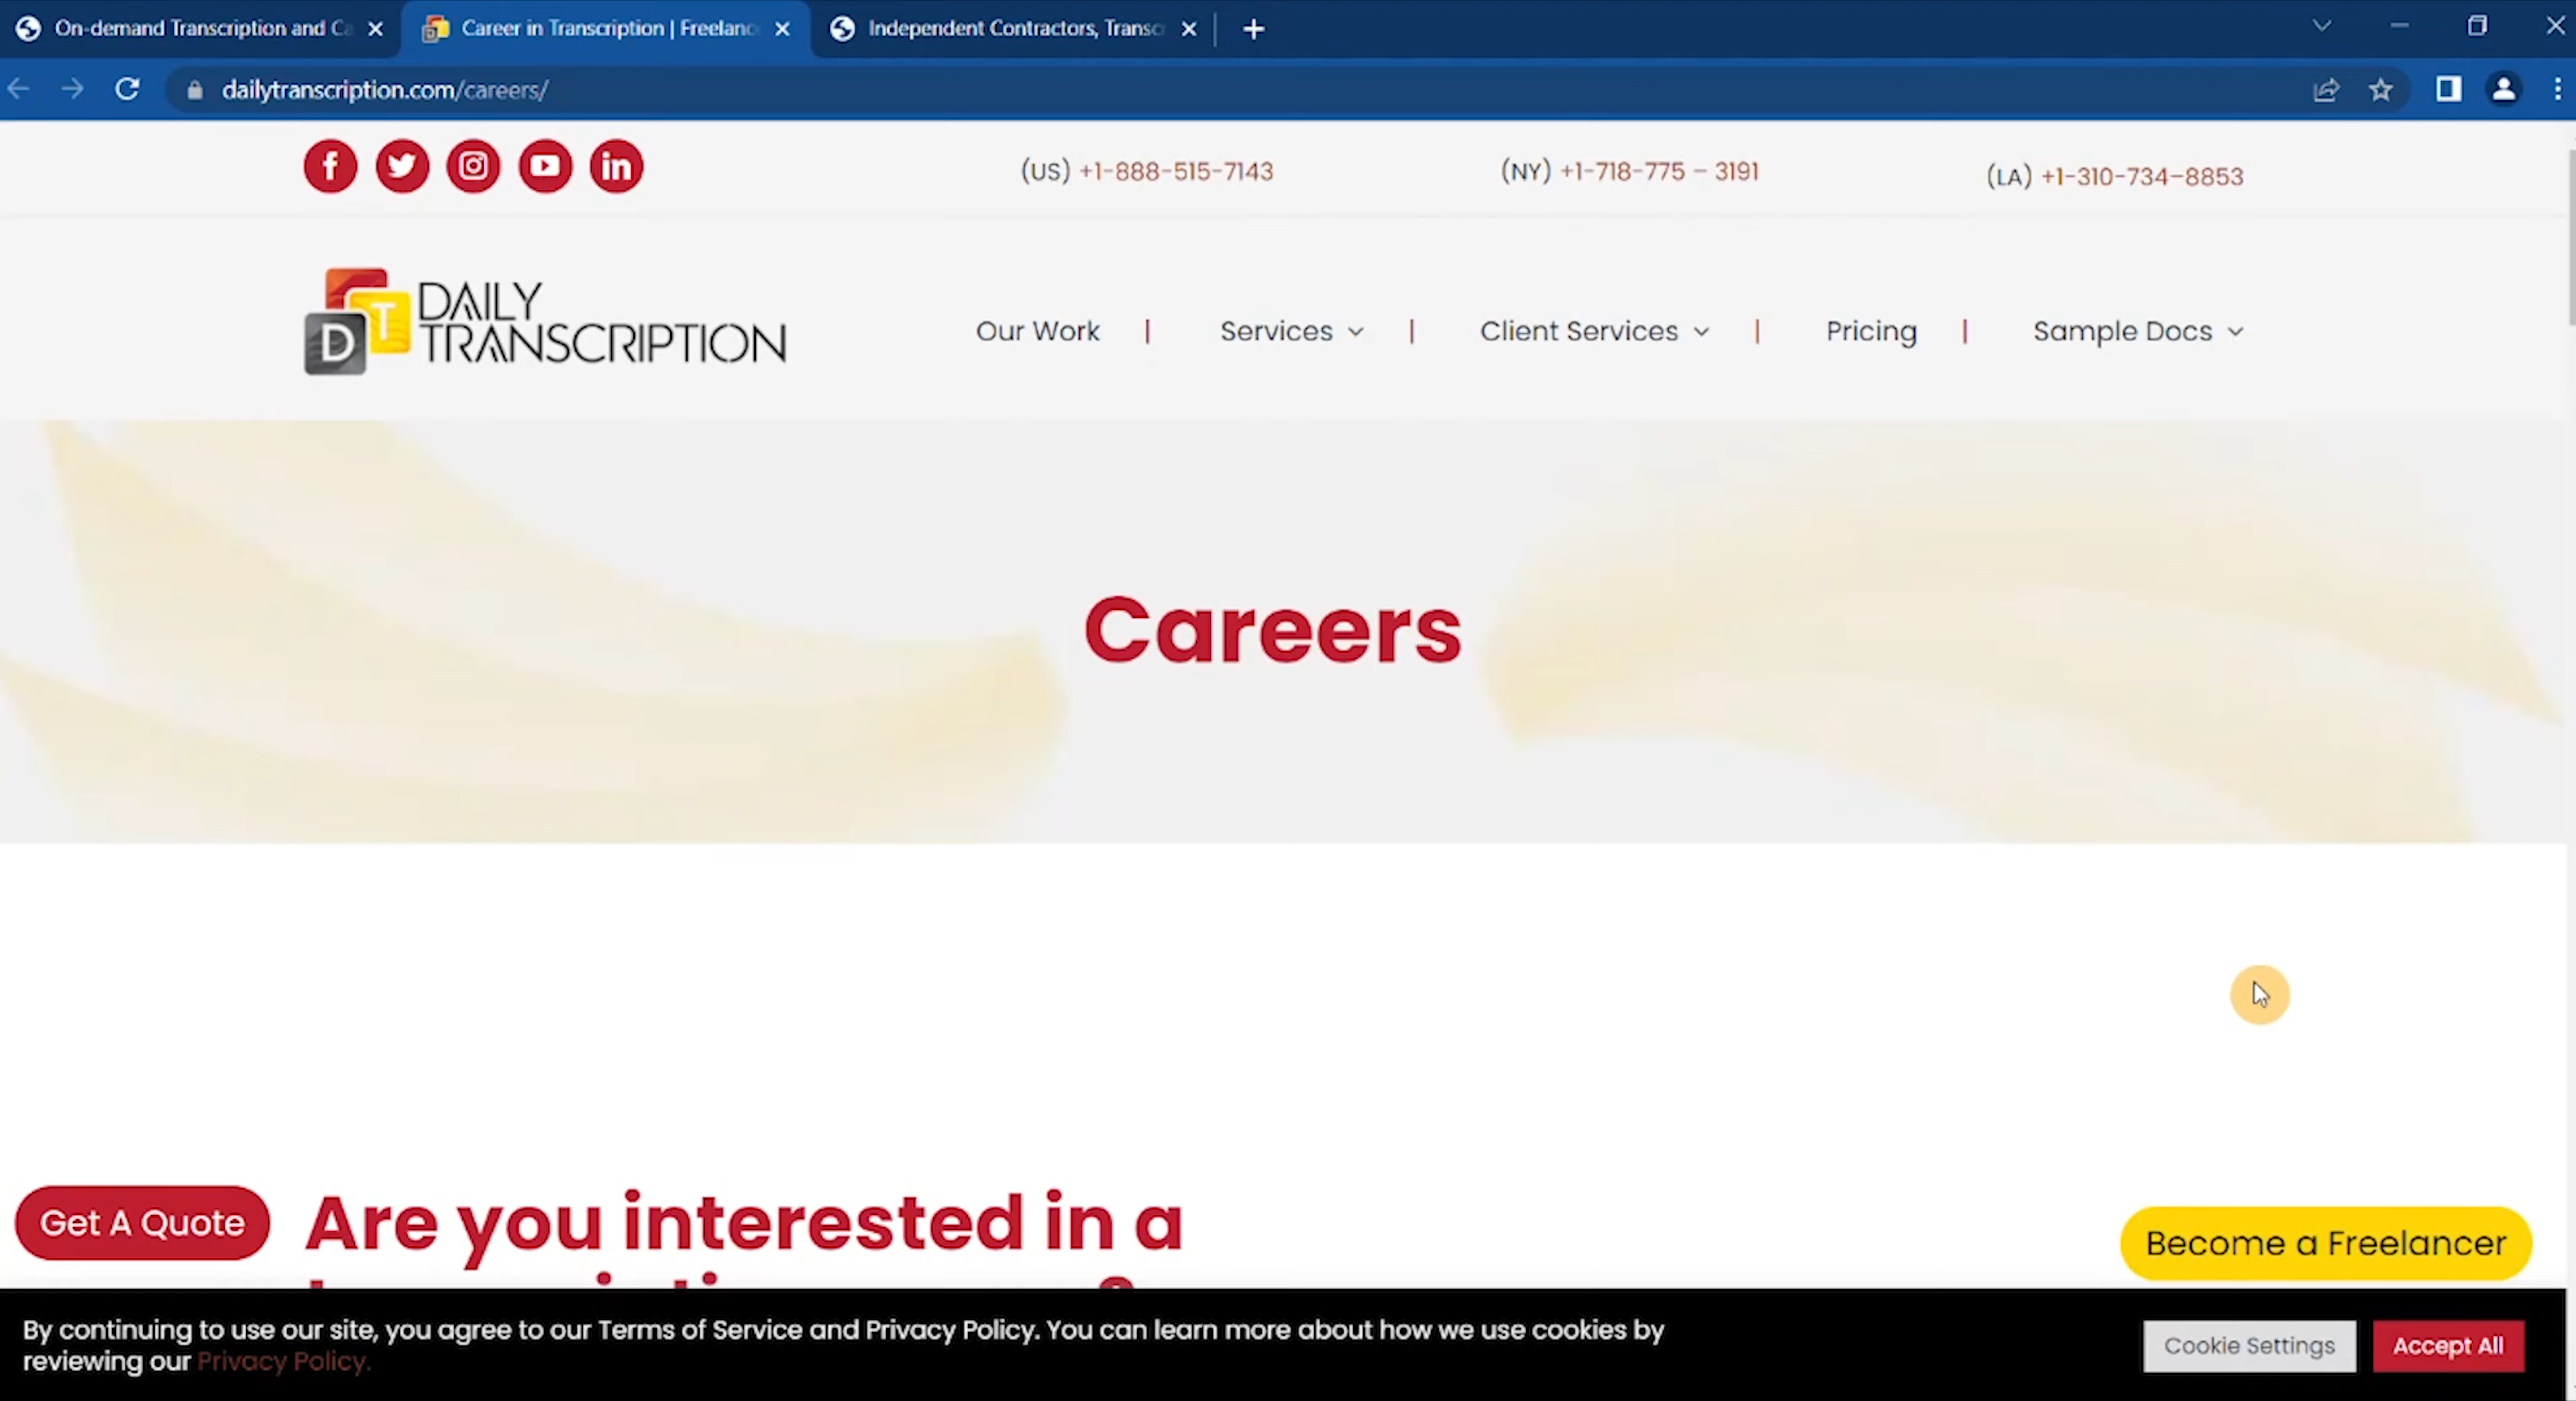 On-demand Transcription and Ca
Career in Transcription | Freelanc
Independent Contractors, Transc
dailytranscription.com/careers/
(US) +1-888-515-7143
(NY) +1-718-775 – 3191
(LA) +1-310-734-8853
DT DAILY
TRANSCRIPTION
Our Work | Services | Client Services | Pricing | Sample Docs
Careers
Get A Quote
Are you interested in a
Become a Freelancer
By continuing to use our site, you agree to our Terms of Service and Privacy Policy. You can learn more about how we use cookies by
reviewing our Privacy Policy.
Cookie Settings
Accept All